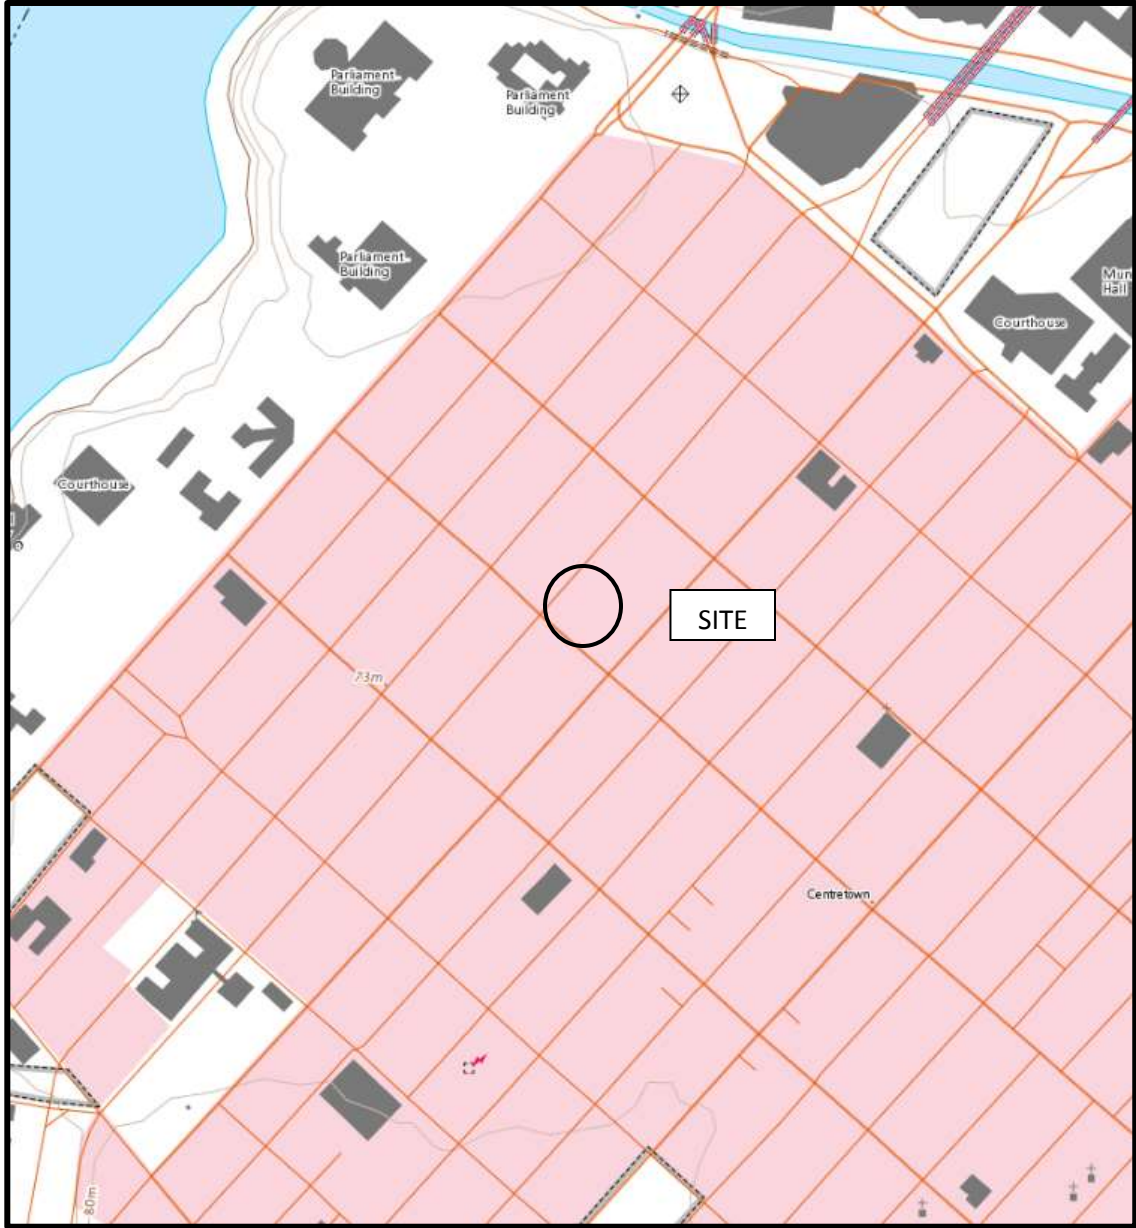 Parliament
Building
Parliament
Building
Parliament
Building
Mun
Hall
Courthouse
Courthouse
SITE
73m
Centretown
80m